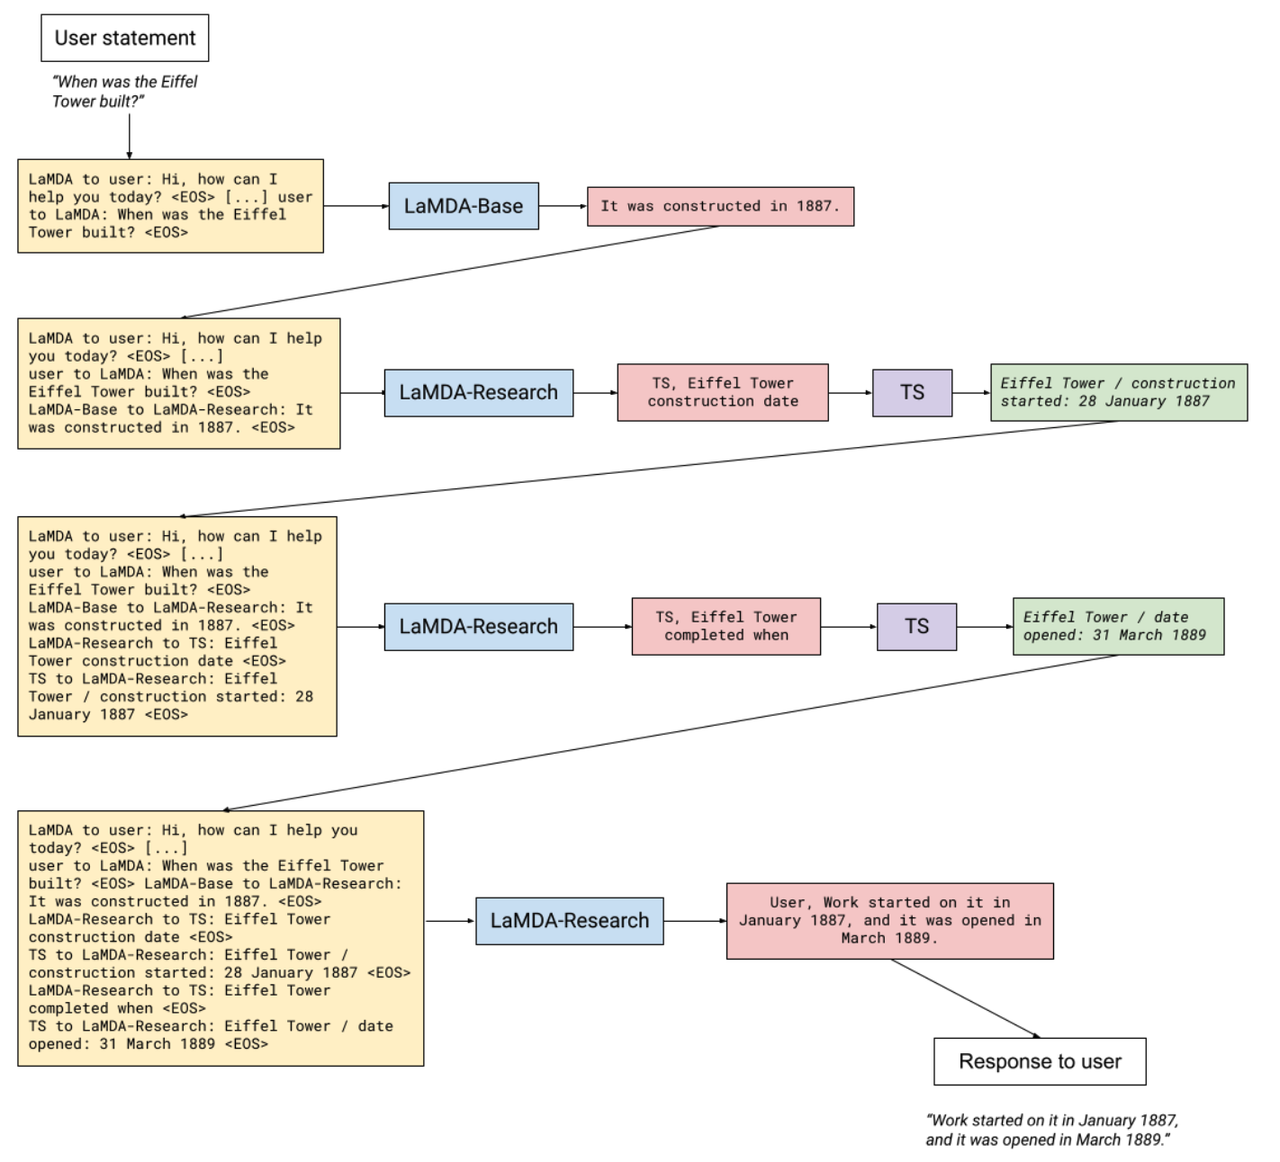 User statement
“When was the Eiffel
Tower built?”
LaMDA to user: Hi, how can I
help you today? <EOS> [...] user
to LaMDA: When was the Eiffel
Tower built? <EOS>
LaMDA-Base
It was constructed in 1887.
LaMDA to user: Hi, how can I help
you today? <EOS> [...]
user to LaMDA: When was the
Eiffel Tower built? <EOS>
LaMDA-Base to LaMDA-Research: It
was constructed in 1887. <EOS>
LaMDA-Research
TS, Eiffel Tower
construction date
TS
Eiffel Tower / construction
started: 28 January 1887
LaMDA to user: Hi, how can I help
you today? <EOS> [...]
user to LaMDA: When was the
Eiffel Tower built? <EOS>
LaMDA-Base to LaMDA-Research: It
was constructed in 1887. <EOS>
LaMDA-Research to TS: Eiffel
Tower construction date <EOS>
TS to LaMDA-Research: Eiffel
Tower / construction started: 28
January 1887 <EOS>
LaMDA-Research
TS, Eiffel Tower
completed when
TS
Eiffel Tower / date
opened: 31 March 1889
LaMDA to user: Hi, how can I help you
today? <EOS> [...]
user to LaMDA: When was the Eiffel Tower
built? <EOS> LaMDA-Base to LaMDA-Research:
It was constructed in 1887. <EOS>
LaMDA-Research to TS: Eiffel Tower
construction date <EOS>
TS to LaMDA-Research: Eiffel Tower /
construction started: 28 January 1887 <EOS>
LaMDA-Research to TS: Eiffel Tower
completed when <EOS>
TS to LaMDA-Research: Eiffel Tower / date
opened: 31 March 1889 <EOS>
LaMDA-Research
User, Work started on it in
January 1887, and it was opened in
March 1889.
Response to user
“Work started on it in January 1887,
and it was opened in March 1889.”